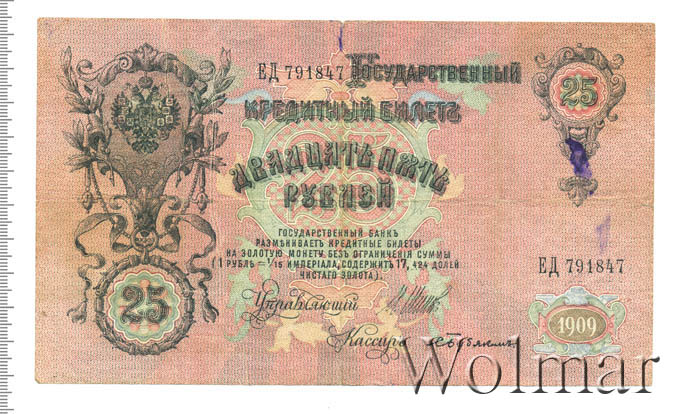 ЕД 791847 ГОСУДАРСТВЕННЫЙ
КРЕДИТНЫЙ БИЛЕТЪ
25
ДВАДЦАТЬ ПЯТЬ
25
РУБЛЕЙ
ГОСУДАРСТВЕННЫЙ БАНКЪ
РАЗМѢНИВАЕТЪ КРЕДИТНЫЕ БИЛЕТЫ
НА ЗОЛОТУЮ МОНЕТУ БЕЗЪ ОГРАНИЧЕНІЯ СУММЫ
(1 РУБЛЬ = 1/15 ИМПЕРІАЛА, СОДЕРЖИТЪ 17,424 ДОЛЕЙ
ЧИСТАГО ЗОЛОТА).
ЕД 791847
25
Управляющій
1909
Кассиръ
Wolmar